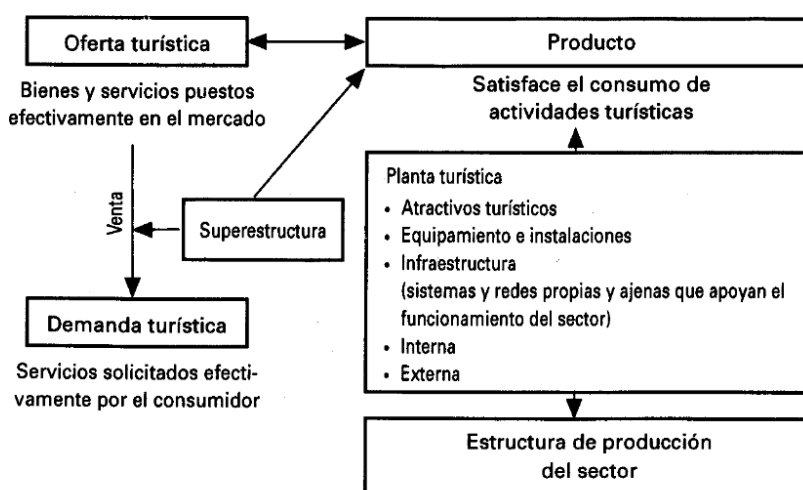 Oferta turística
Bienes y servicios puestos
efectivamente en el mercado
Venta
Superestructura
Demanda turística
Servicios solicitados efecti-
vamente por el consumidor
Producto
Satisface el consumo de
actividades turísticas
Planta turística
• Atractivos turísticos
• Equipamiento e instalaciones
• Infraestructura
(sistemas y redes propias y ajenas que apoyan el
funcionamiento del sector)
• Interna
• Externa
Estructura de producción
del sector